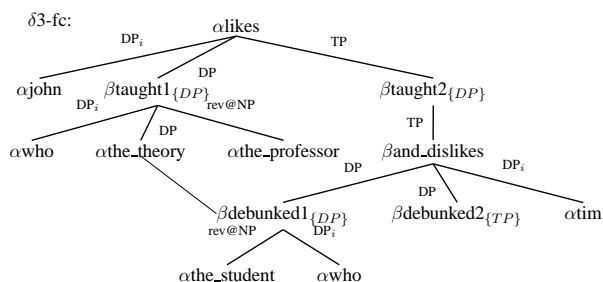 δ3-fc:
αlikes
DP_i DP TP
αjohn βtaught1_{DP} βtaught2_{DP}
DP_i DP rev@NP TP
αwho αthe_theory αthe_professor βand_dislikes
DP DP DP_i
βdebunked1_{DP} βdebunked2_{TP} αtim
rev@NP DP_i
αthe_student αwho